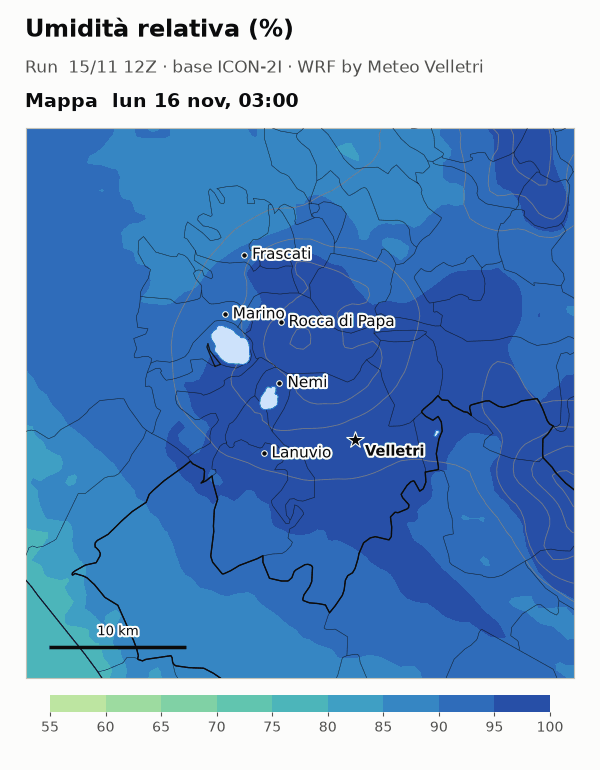 Umidità relativa (%)
Run  15/11 12Z · base ICON-2I · WRF by Meteo Velletri
Mappa  lun 16 nov, 03:00
Frascati
Marino
Rocca di Papa
Nemi
Lanuvio
Velletri
10 km
55 60 65 70 75 80 85 90 95 100